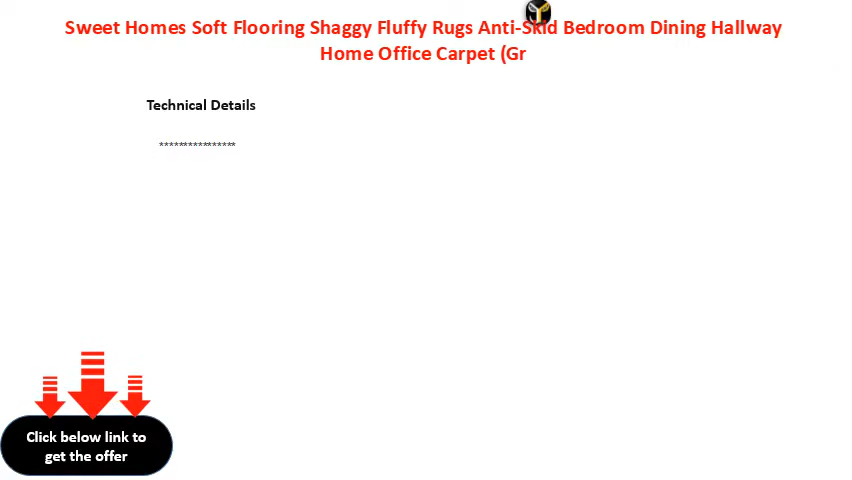 Sweet Homes Soft Flooring Shaggy Fluffy Rugs Anti-Skid Bedroom Dining Hallway
Home Office Carpet (Gr
Technical Details
****************
Click below link to
get the offer